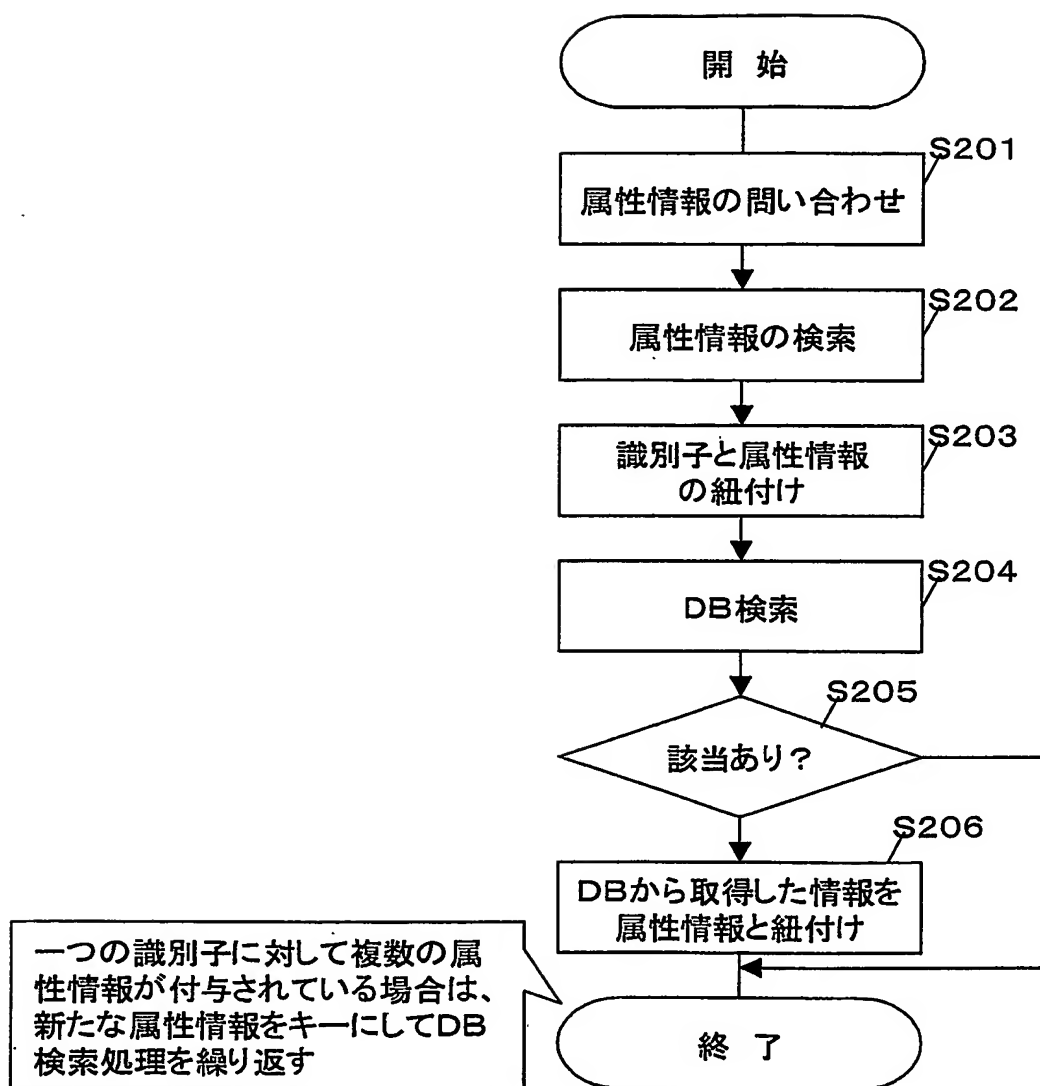 開 始
S201
属性情報の問い合わせ
S202
属性情報の検索
S203
識別子と属性情報
の紐付け
S204
DB検索
S205
該当あり?
S206
DBから取得した情報を
属性情報と紐付け
一つの識別子に対して複数の属
性情報が付与されている場合は、
新たな属性情報をキーにしてDB
検索処理を繰り返す
終 了